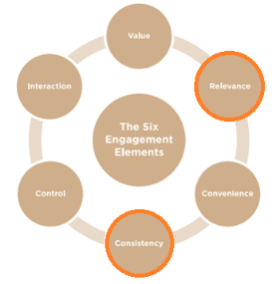 Value
Interaction
Relevance
The Six
Engagement
Elements
Control
Convenience
Consistency